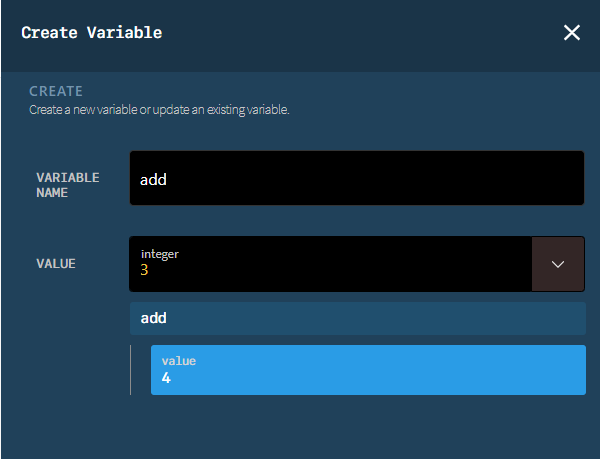 Create Variable
CREATE
Create a new variable or update an existing variable.
VARIABLE
NAME
add
VALUE
integer
3
add
value
4